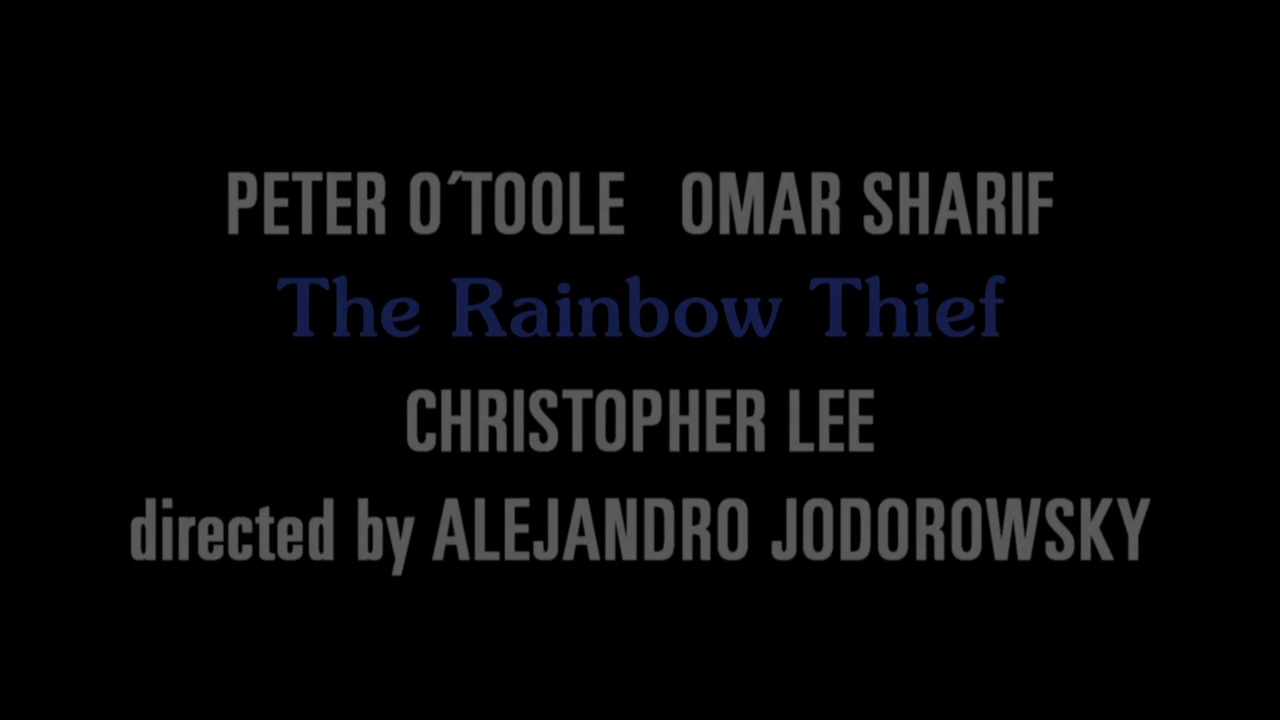 PETER O´TOOLE OMAR SHARIF
The Rainbow Thief
CHRISTOPHER LEE
directed by ALEJANDRO JODOROWSKY